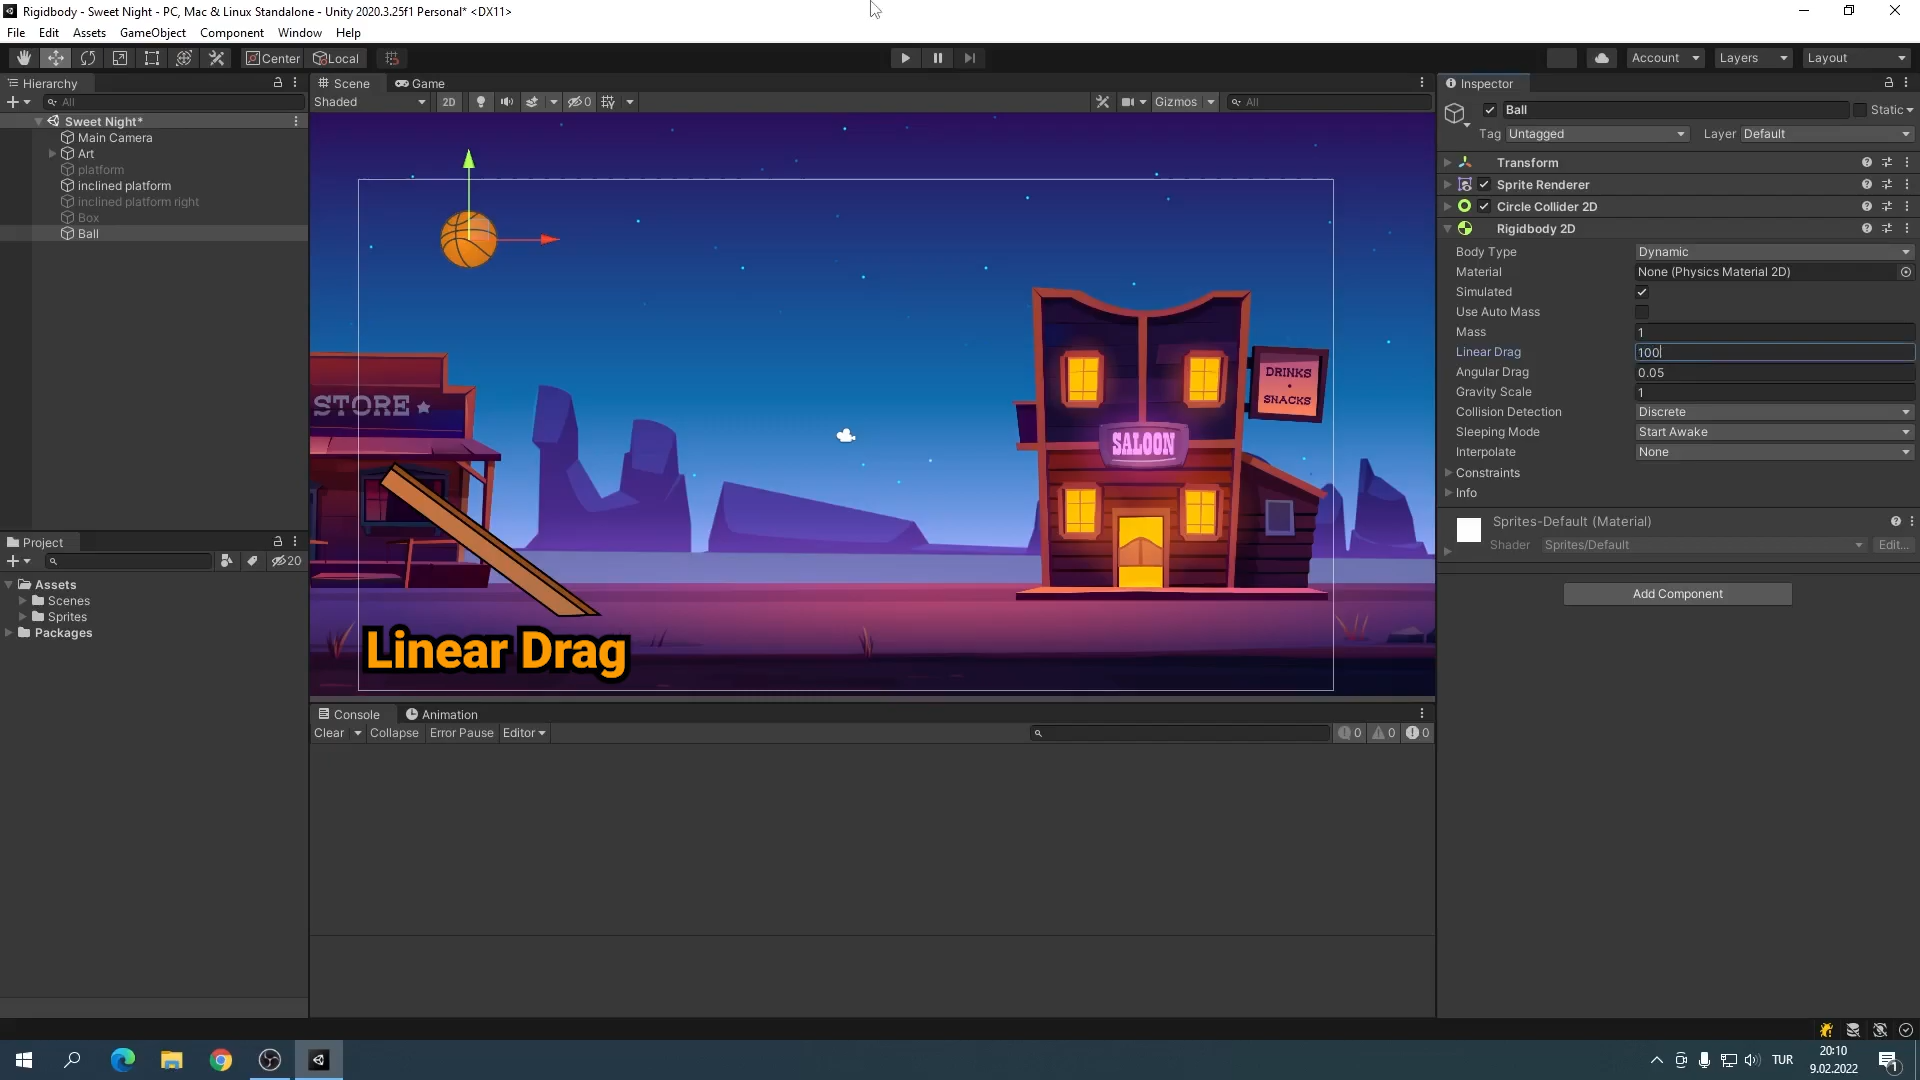 Rigidbody - Sweet Night - PC, Mac & Linux Standalone - Unity 2020.3.25f1 Personal* <DX11>
File Edit Assets GameObject Component Window Help
Center Local Account Layers Layout
Hierarchy
All
Sweet Night*
Main Camera
Art
platform
inclined platform
inclined platform right
Box
Ball
Project
20
Assets
Scenes
Sprites
Packages
Scene Game
Shaded 2D 0 Gizmos All
STORE
DRINKS
SNACKS
SALOON
Linear Drag
Console Animation
Clear Collapse Error Pause Editor 0 0 0
Inspector
Ball Static
Tag Untagged Layer Default
Transform
Sprite Renderer
Circle Collider 2D
Rigidbody 2D
Body Type Dynamic
Material None (Physics Material 2D)
Simulated
Use Auto Mass
Mass 1
Linear Drag 100
Angular Drag 0.05
Gravity Scale 1
Collision Detection Discrete
Sleeping Mode Start Awake
Interpolate None
Constraints
Info
Sprites-Default (Material)
Shader Sprites/Default Edit...
Add Component
TUR
20:10
9.02.2022
1